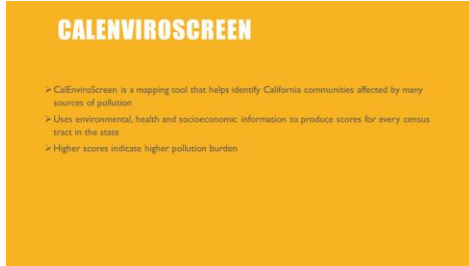 CALENVIROSCREEN
➢ CalEnviroScreen is a mapping tool that helps identify California communities affected by many
sources of pollution
➢ Uses environmental, health and socioeconomic information to produce scores for every census
tract in the state
➢ Higher scores indicate higher pollution burden